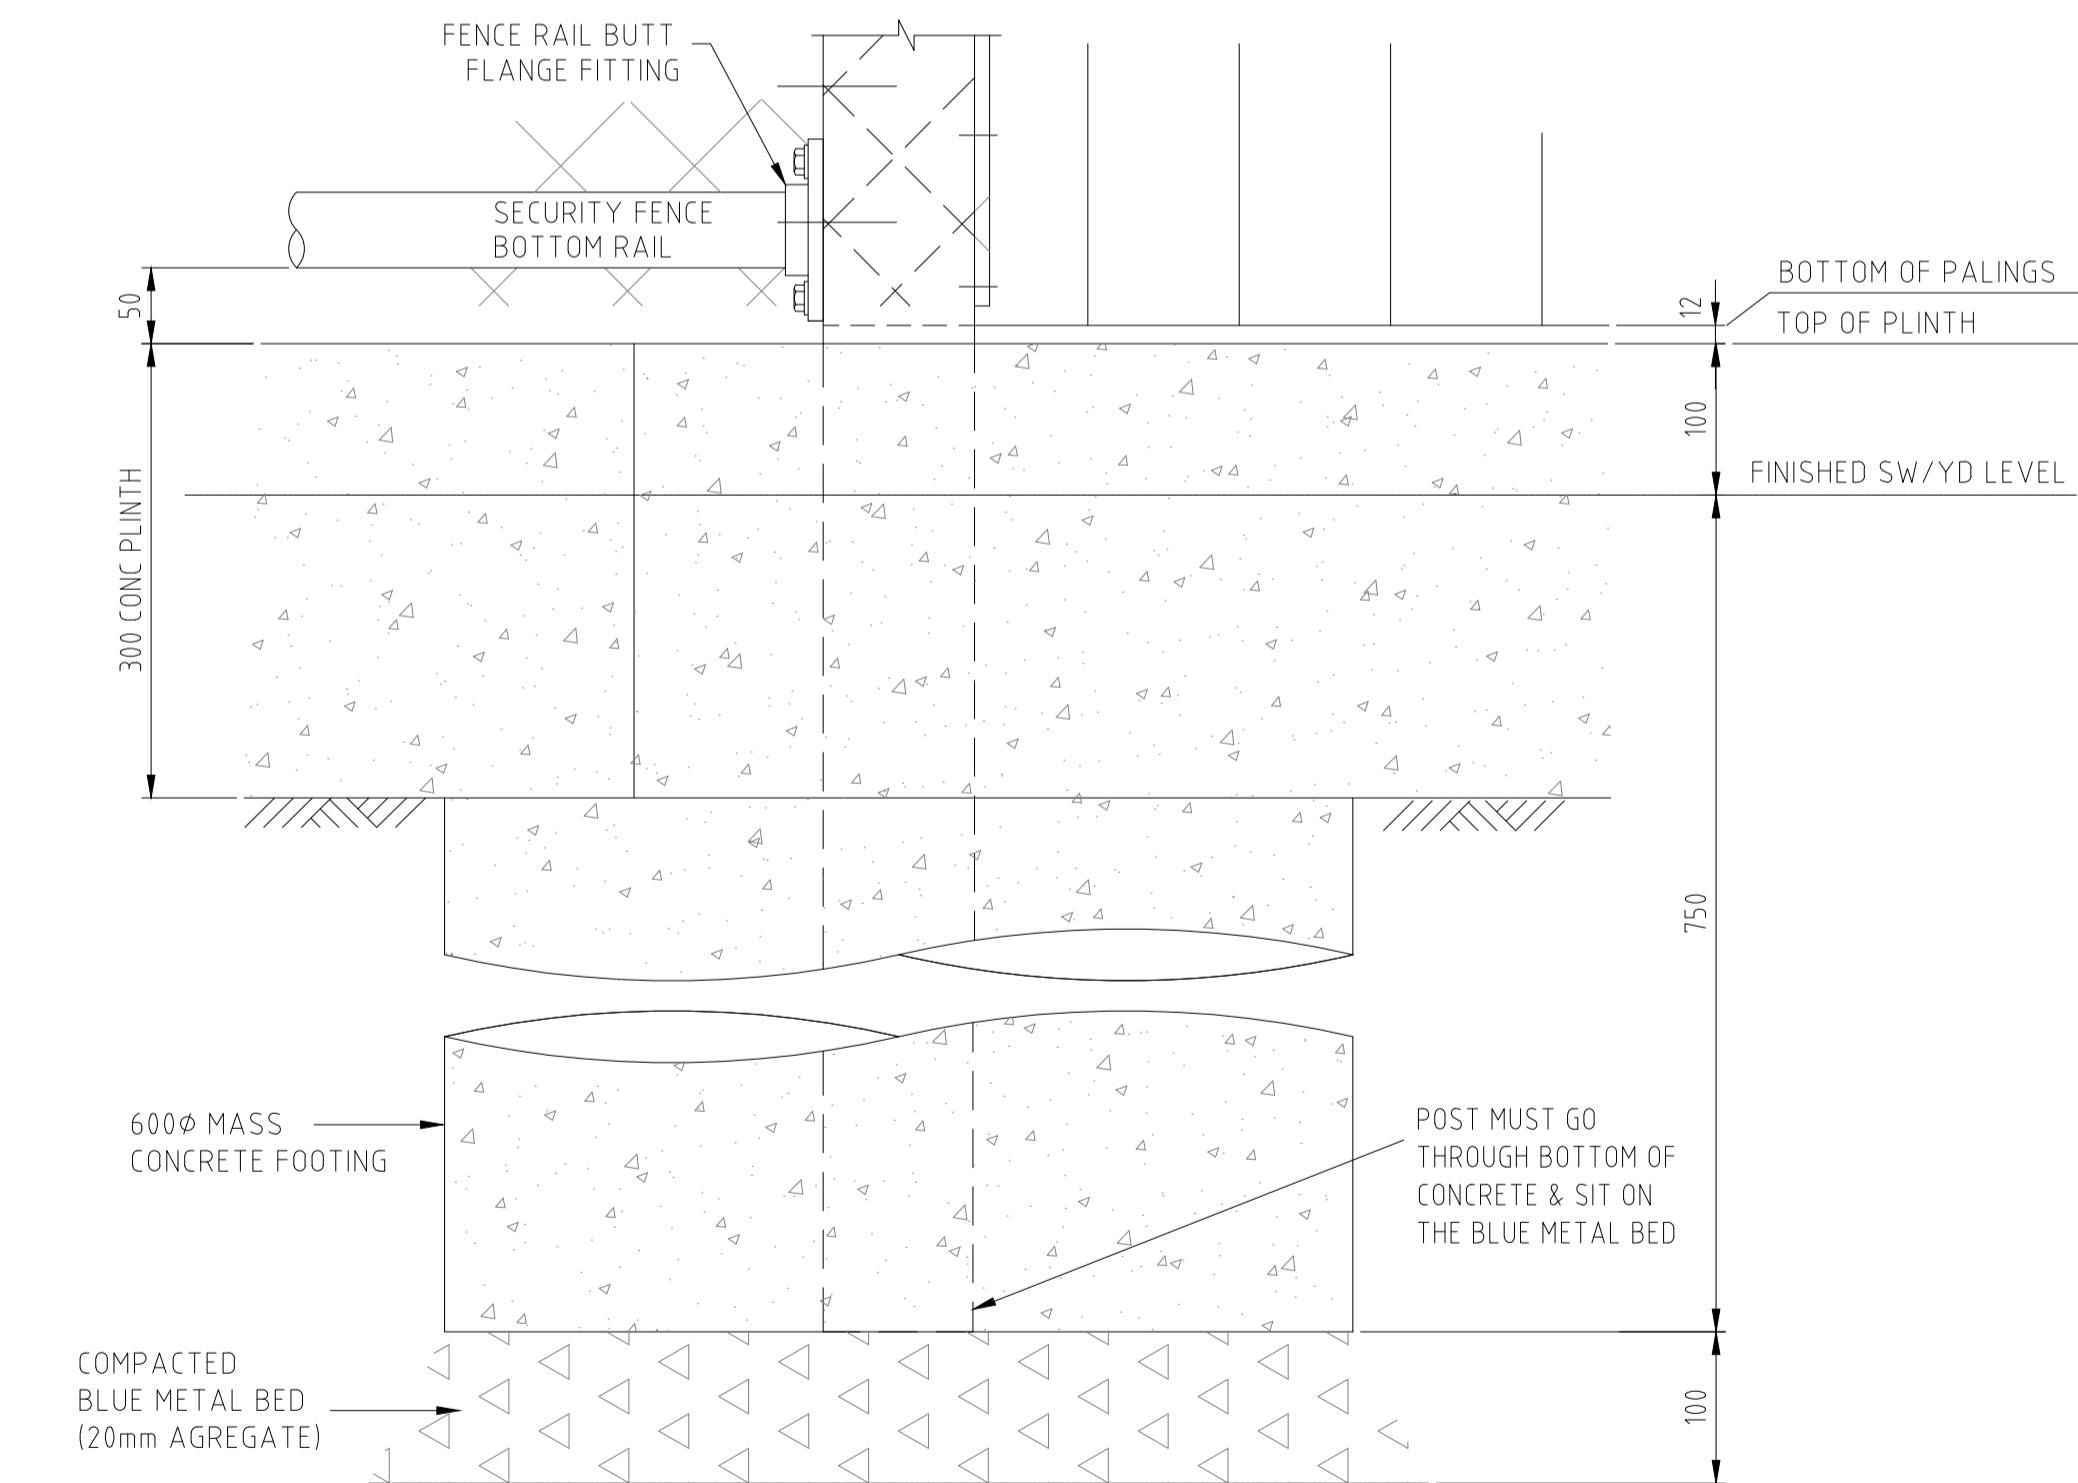 FENCE RAIL BUTT
FLANGE FITTING
SECURITY FENCE
BOTTOM RAIL
50
12
BOTTOM OF PALINGS
TOP OF PLINTH
100
FINISHED SW/YD LEVEL
300 CONC PLINTH
750
600Ø MASS
CONCRETE FOOTING
POST MUST GO
THROUGH BOTTOM OF
CONCRETE & SIT ON
THE BLUE METAL BED
COMPACTED
BLUE METAL BED
(20mm AGREGATE)
100